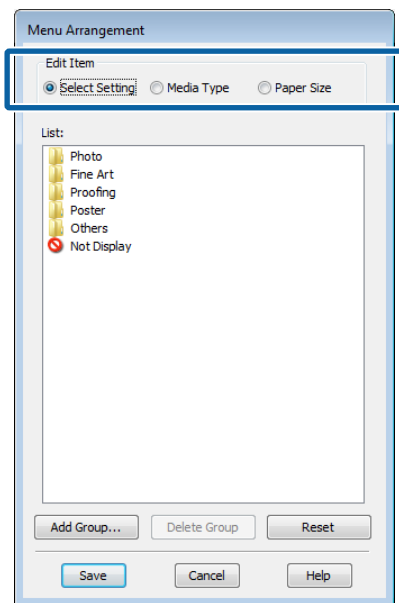 Menu Arrangement
Edit Item
Select Setting Media Type Paper Size
List:
Photo
Fine Art
Proofing
Poster
Others
Not Display
Add Group... Delete Group Reset
Save Cancel Help